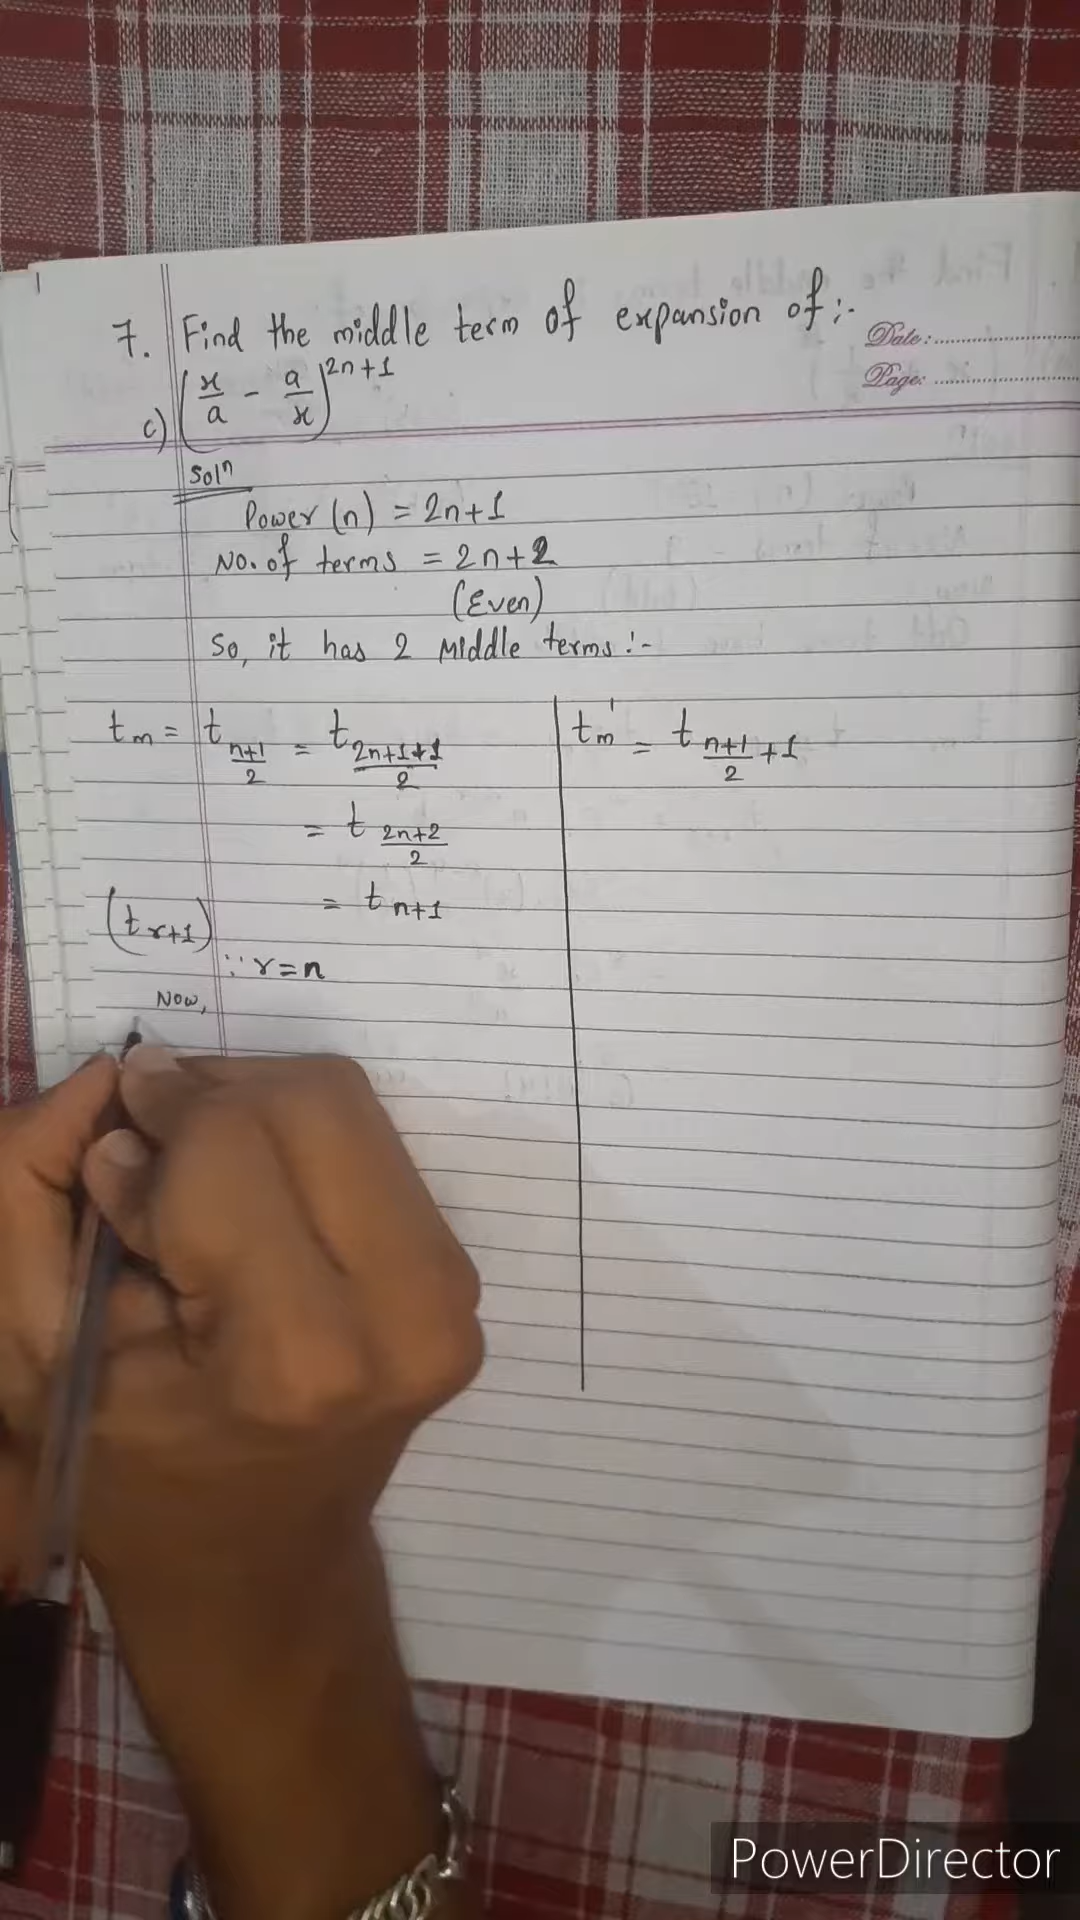 7. Find the middle term of expansion of :-
Date: ................
Page: ................
c) (x/a - a/x)^2n+1
Solⁿ
Power (n) = 2n+1
No. of terms = 2n+2
(Even)
So, it has 2 Middle terms :-
tm = t n+1/2 = t 2n+1+1/2
= t 2n+2/2
= t n+1
(t r+1)
∵ r = n
Now,
tm' = t n+1/2 +1
PowerDirector